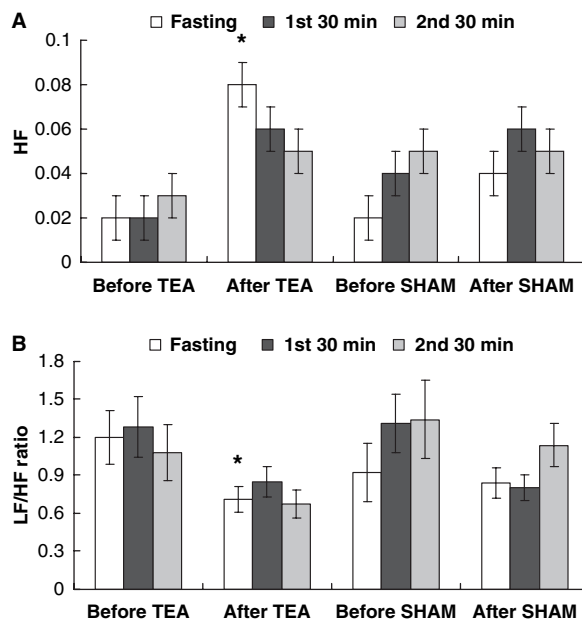 A
Fasting 1st 30 min 2nd 30 min
*
0.1
0.08
0.06
0.04
0.02
0
HF
Before TEA After TEA Before SHAM After SHAM
B
Fasting 1st 30 min 2nd 30 min
1.8
1.5
1.2
0.9
0.6
0.3
0
LF/HF ratio
*
Before TEA After TEA Before SHAM After SHAM